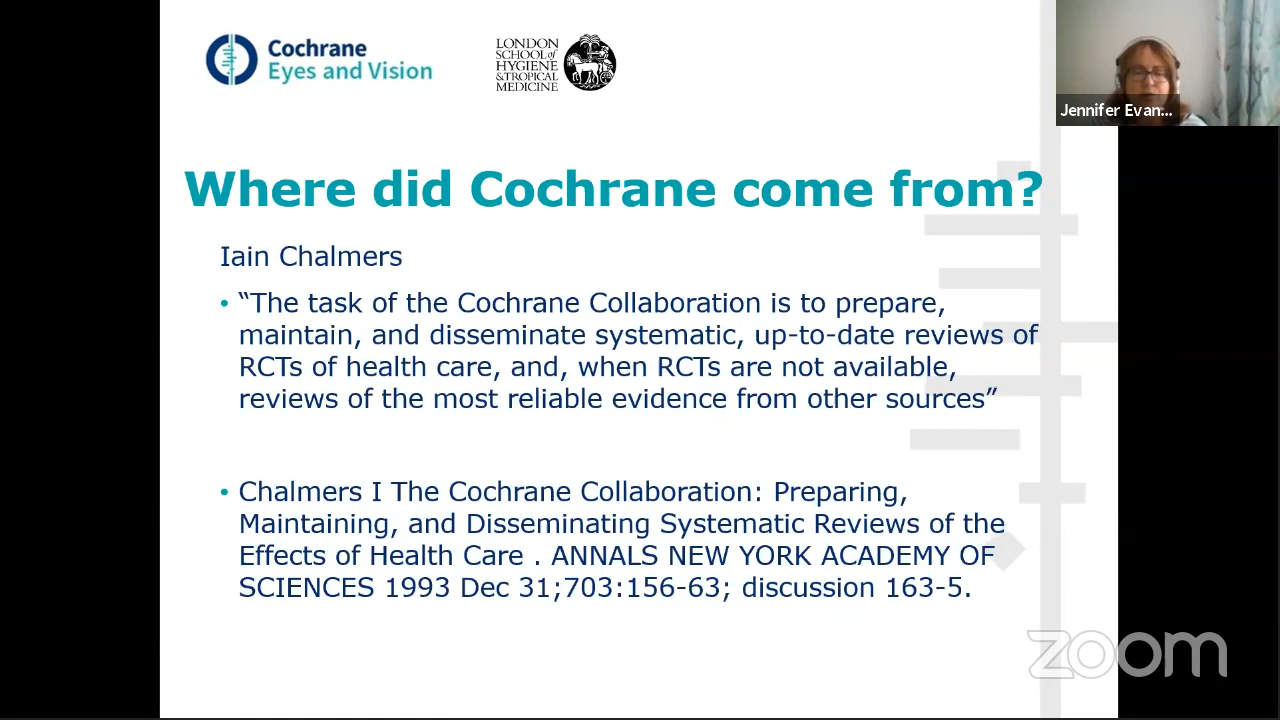 Cochrane
Eyes and Vision
LONDON
SCHOOL of
HYGIENE
& TROPICAL
MEDICINE
Jennifer Evan...
Where did Cochrane come from?
Iain Chalmers
• “The task of the Cochrane Collaboration is to prepare,
maintain, and disseminate systematic, up-to-date reviews of
RCTs of health care, and, when RCTs are not available,
reviews of the most reliable evidence from other sources”
• Chalmers I The Cochrane Collaboration: Preparing,
Maintaining, and Disseminating Systematic Reviews of the
Effects of Health Care . ANNALS NEW YORK ACADEMY OF
SCIENCES 1993 Dec 31;703:156-63; discussion 163-5.
zoom